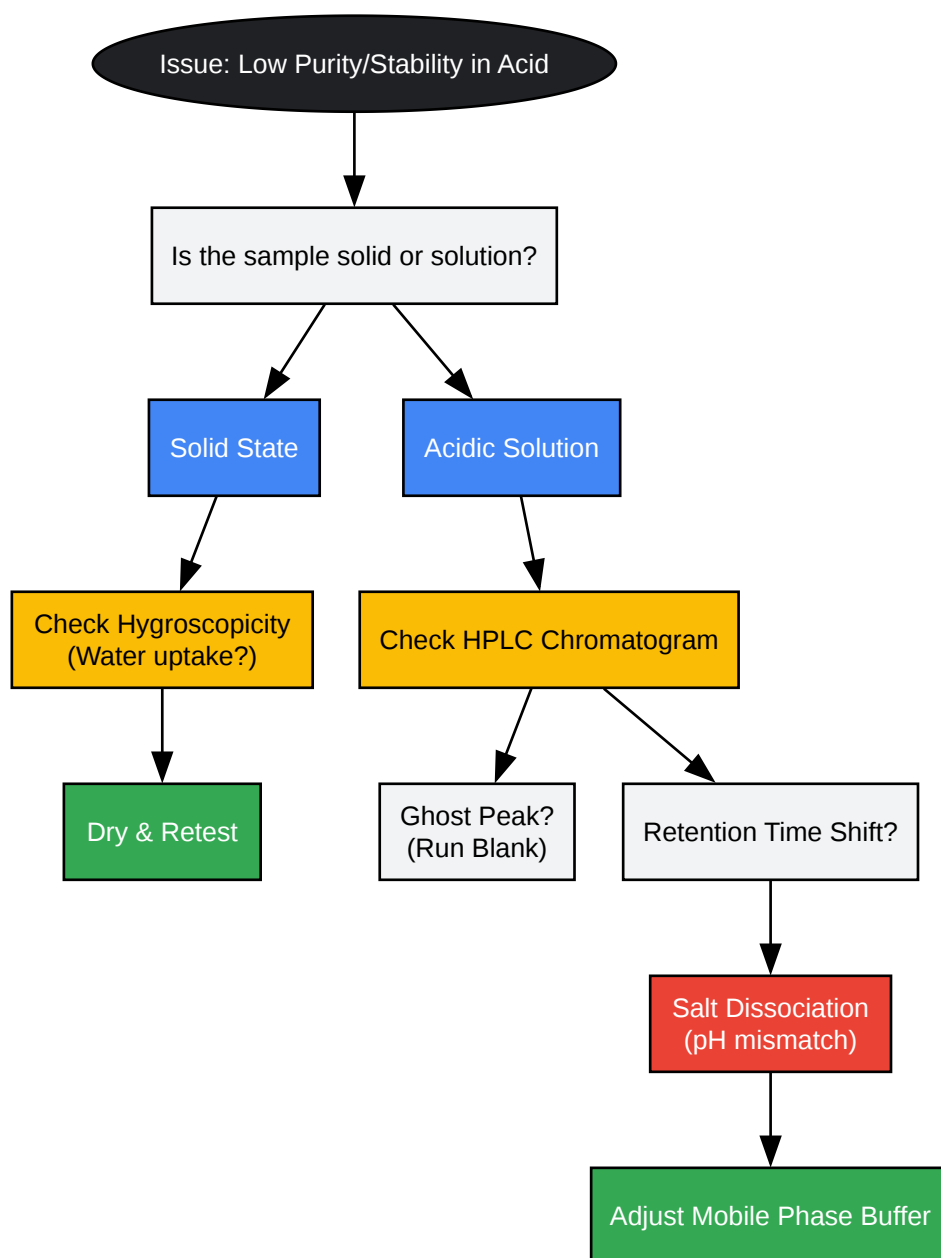 Issue: Low Purity/Stability in Acid
Is the sample solid or solution?
Solid State
Acidic Solution
Check Hygroscopicity
(Water uptake?)
Check HPLC Chromatogram
Dry & Retest
Ghost Peak?
(Run Blank)
Retention Time Shift?
Salt Dissociation
(pH mismatch)
Adjust Mobile Phase Buffer